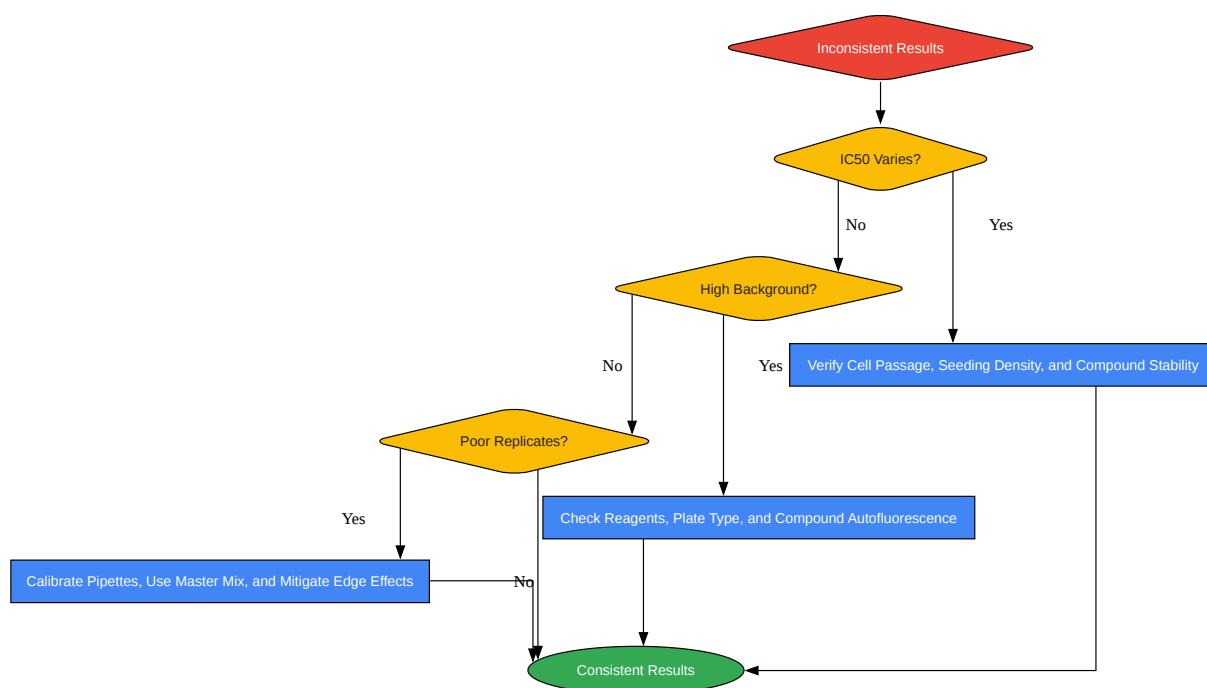 Inconsistent Results
IC50 Varies?
No
Yes
High Background?
No
Yes
Verify Cell Passage, Seeding Density, and Compound Stability
Poor Replicates?
Yes
Check Reagents, Plate Type, and Compound Autofluorescence
Calibrate Pipettes, Use Master Mix, and Mitigate Edge Effects
No
Consistent Results